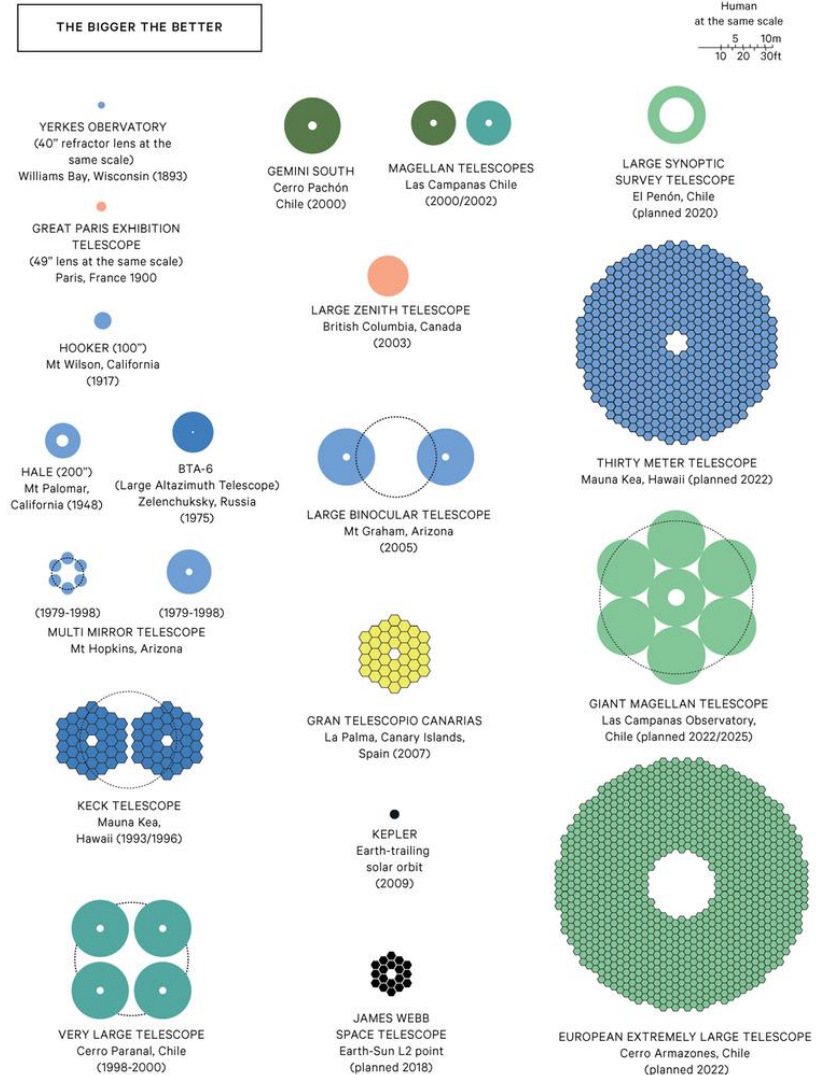 THE BIGGER THE BETTER
Human
at the same scale
5 10m
10 20 30ft
YERKES OBERVATORY
(40” refractor lens at the
same scale)
Williams Bay, Wisconsin (1893)
GREAT PARIS EXHIBITION
TELESCOPE
(49” lens at the same scale)
Paris, France 1900
HOOKER (100”)
Mt Wilson, California
(1917)
HALE (200”)
Mt Palomar,
California (1948)
BTA-6
(Large Altazimuth Telescope)
Zelenchuksky, Russia
(1975)
(1979-1998)
(1979-1998)
MULTI MIRROR TELESCOPE
Mt Hopkins, Arizona
KECK TELESCOPE
Mauna Kea,
Hawaii (1993/1996)
VERY LARGE TELESCOPE
Cerro Paranal, Chile
(1998-2000)
GEMINI SOUTH
Cerro Pachón
Chile (2000)
MAGELLAN TELESCOPES
Las Campanas Chile
(2000/2002)
LARGE ZENITH TELESCOPE
British Columbia, Canada
(2003)
LARGE BINOCULAR TELESCOPE
Mt Graham, Arizona
(2005)
GRAN TELESCOPIO CANARIAS
La Palma, Canary Islands,
Spain (2007)
KEPLER
Earth-trailing
solar orbit
(2009)
JAMES WEBB
SPACE TELESCOPE
Earth-Sun L2 point
(planned 2018)
LARGE SYNOPTIC
SURVEY TELESCOPE
El Penón, Chile
(planned 2020)
THIRTY METER TELESCOPE
Mauna Kea, Hawaii (planned 2022)
GIANT MAGELLAN TELESCOPE
Las Campanas Observatory,
Chile (planned 2022/2025)
EUROPEAN EXTREMELY LARGE TELESCOPE
Cerro Armazones, Chile
(planned 2022)